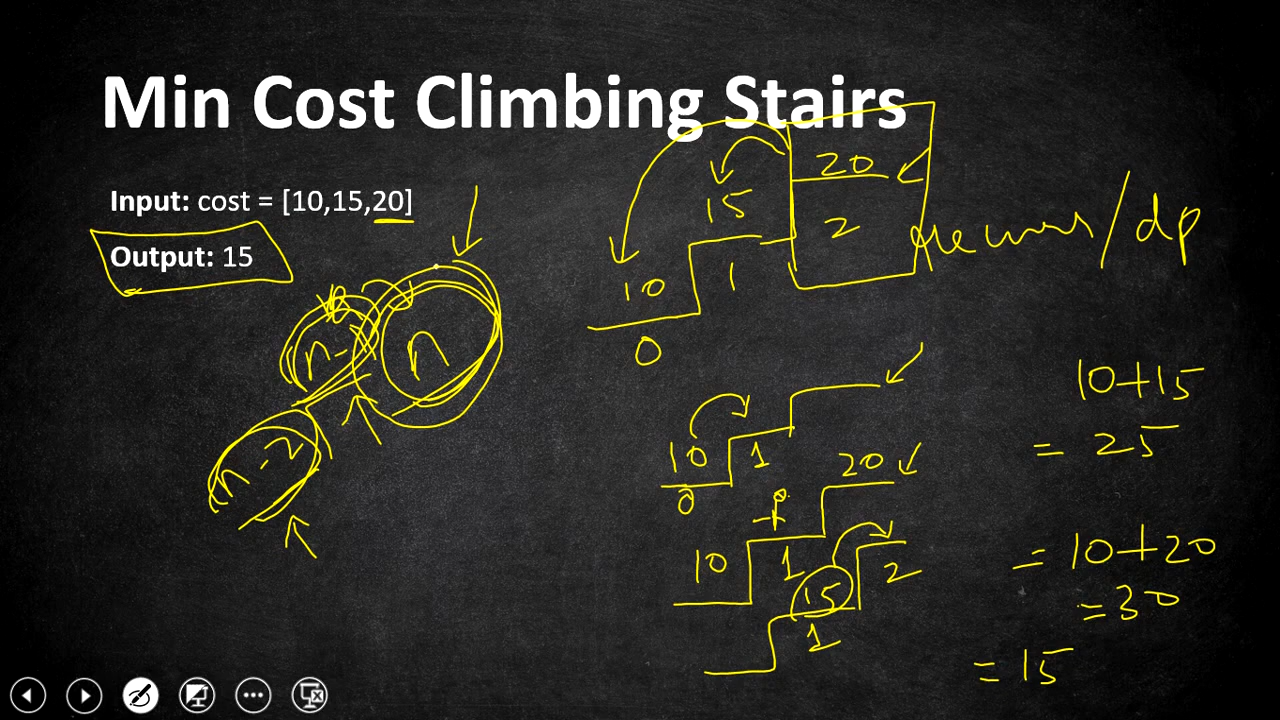 Min Cost Climbing Stairs
Input: cost = [10,15,20]
Output: 15
20
15
2
10
1
0
/dp
n-1
n
n-2
10+15
= 25
10
1
0
20
10
1
2
15
1
= 10+20
= 30
= 15